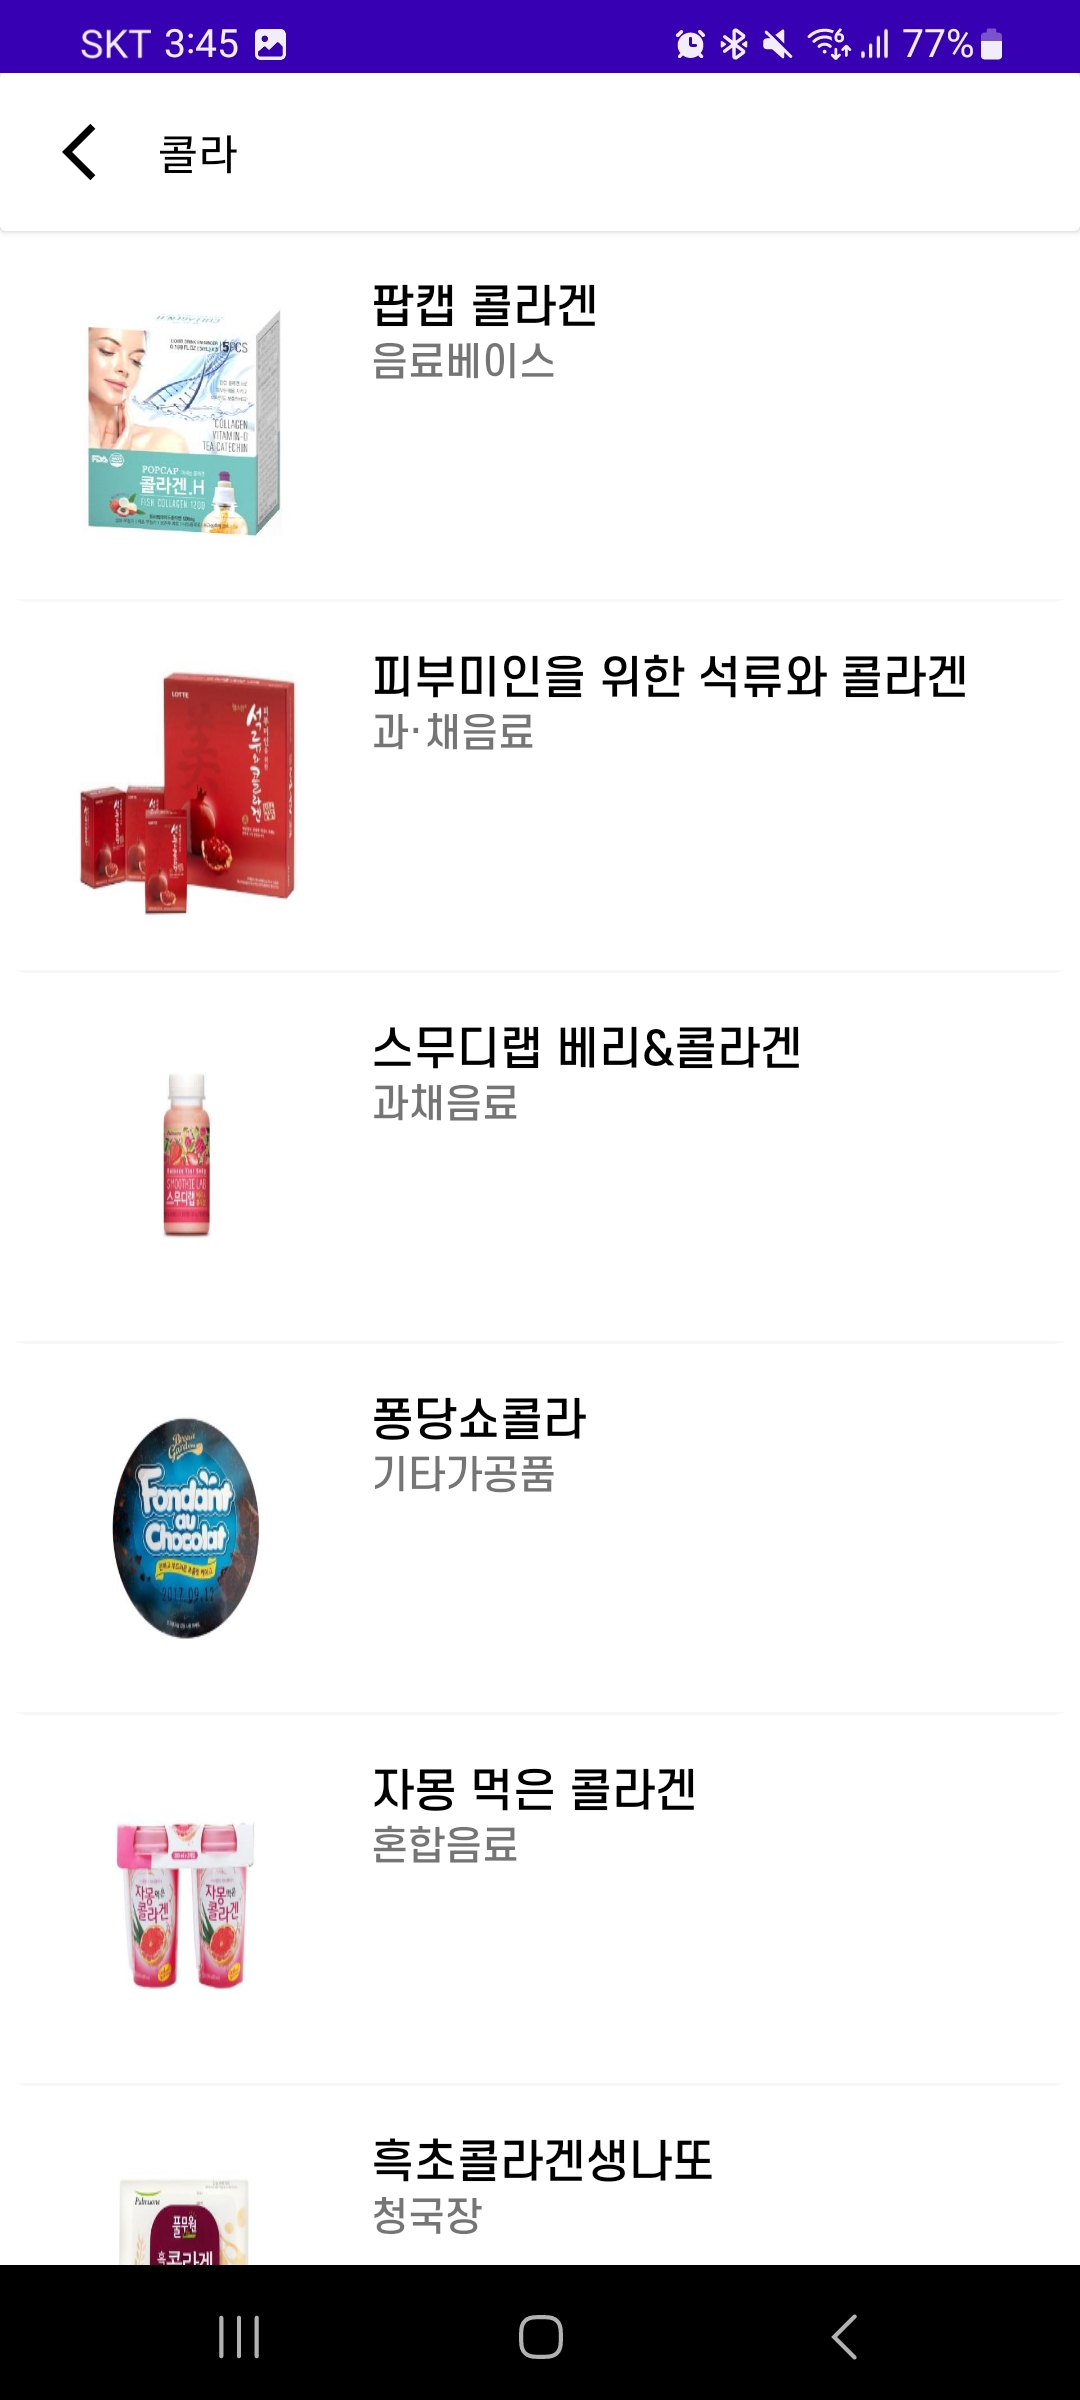 SKT 3:45
77%
콜라
팝캡 콜라겐
음료베이스
5PCS
COLLAGEN
VITAMIN-D
TEA CATECHIN
FDA
POPCAP
콜라겐.H
FISH COLLAGEN 1200
피부미인을 위한 석류와 콜라겐
과·채음료
LOTTE
석류와 콜라겐
스무디랩 베리&콜라겐
과채음료
SMOOTHIE LAB
스무디랩
퐁당쇼콜라
기타가공품
Bread Garden
Fondant
au
Chocolat
2017.09.12
자몽 먹은 콜라겐
혼합음료
자몽먹은
콜라겐
자몽먹은
콜라겐
흑초콜라겐생나또
청국장
Pulmuone
풀무원
흑콜라겐